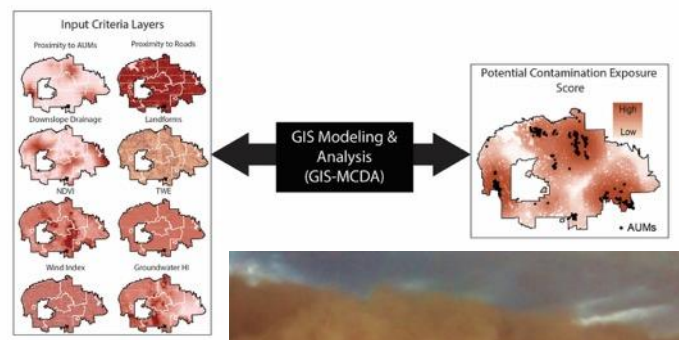 Input Criteria Layers
Proximity to AUMs
Proximity to Roads
Downslope Drainage
Landforms
NDVI
TWE
Wind Index
Groundwater HI
GIS Modeling &
Analysis
(GIS-MCDA)
Potential Contamination Exposure
Score
High
Low
• AUMs